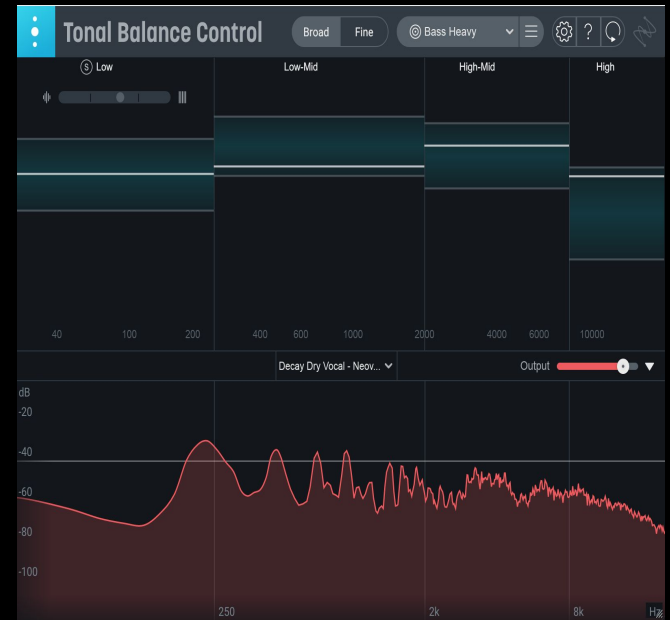 Tonal Balance Control Broad Fine Bass Heavy ?
S Low Low-Mid High-Mid High
40 100 200 400 600 1000 2000 4000 6000 10000
Decay Dry Vocal - Neov... Output
dB
-20
-40
-60
-80
-100
250 2k 8k Hz